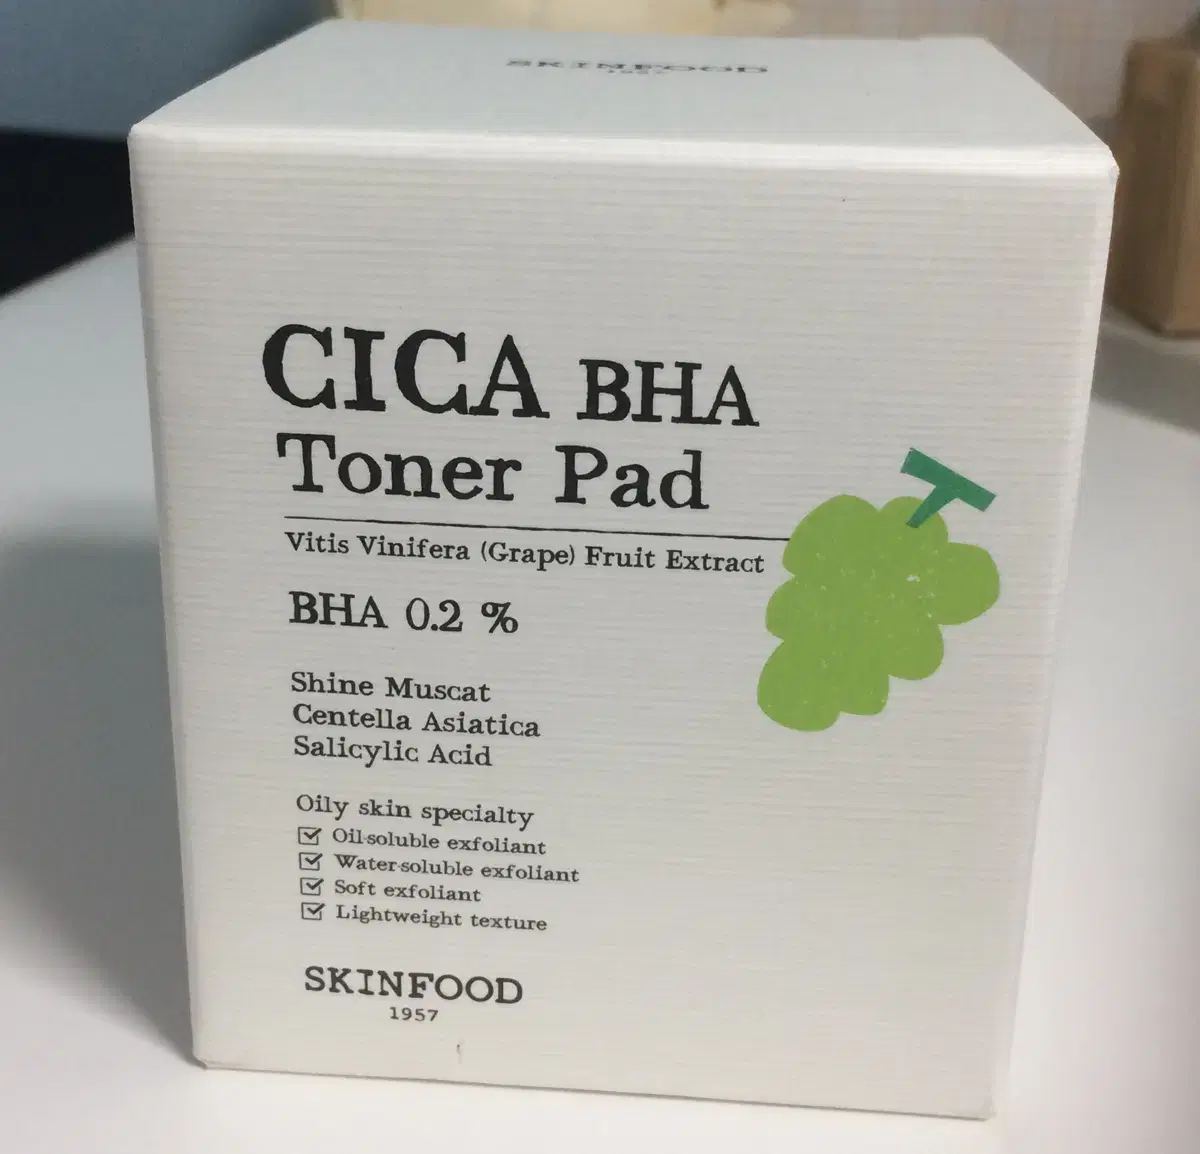 SKINFOOD
1957
CICA BHA
Toner Pad
Vitis Vinifera (Grape) Fruit Extract
BHA 0.2 %
Shine Muscat
Centella Asiatica
Salicylic Acid
Oily skin specialty
Oil-soluble exfoliant
Water-soluble exfoliant
Soft exfoliant
Lightweight texture
SKINFOOD
1957